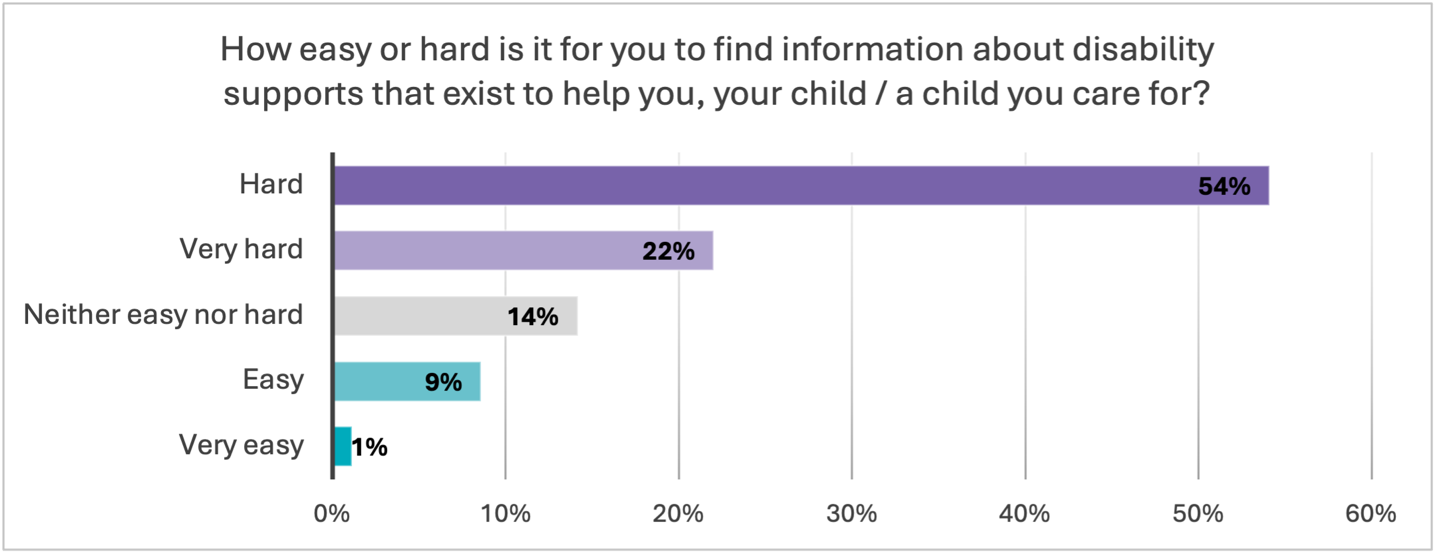 How easy or hard is it for you to find information about disability
supports that exist to help you, your child / a child you care for?
Hard 54%
Very hard 22%
Neither easy nor hard 14%
Easy 9%
Very easy 1%
0% 10% 20% 30% 40% 50% 60%